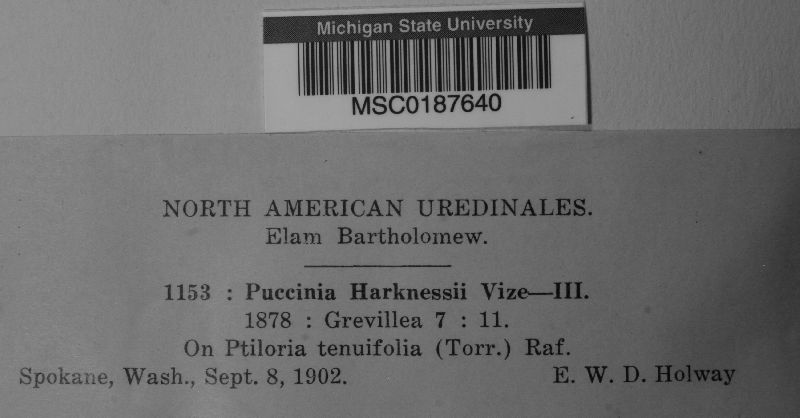 Michigan State University
MSC0187640
NORTH AMERICAN UREDINALES.
Elam Bartholomew.
1153 : Puccinia Harknessii Vize—III.
1878 : Grevillea 7 : 11.
On Ptiloria tenuifolia (Torr.) Raf.
Spokane, Wash., Sept. 8, 1902. E. W. D. Holway